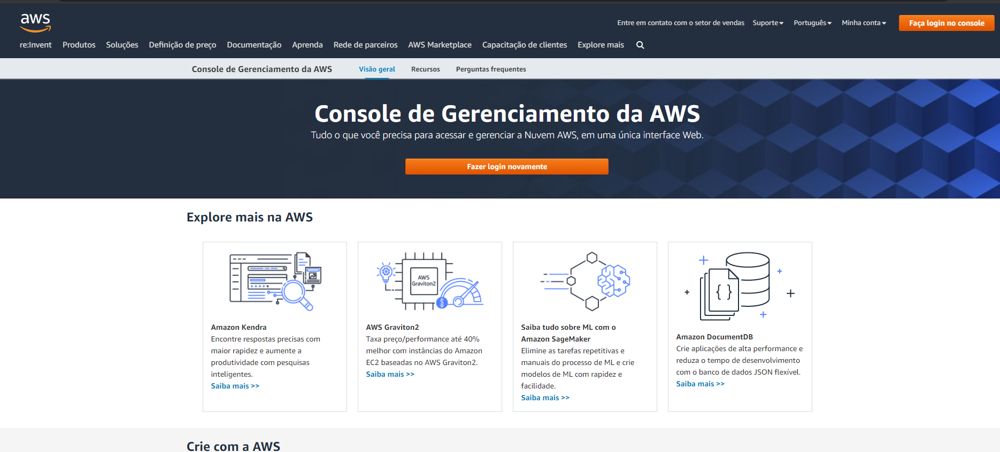 aws
Entre em contato com o setor de vendas Suporte Português Minha conta Faça login no console
re:Invent Produtos Soluções Definição de preço Documentação Aprenda Rede de parceiros AWS Marketplace Capacitação de clientes Explore mais
Console de Gerenciamento da AWS Visão geral Recursos Perguntas frequentes
Console de Gerenciamento da AWS
Tudo o que você precisa para acessar e gerenciar a Nuvem AWS, em uma única interface Web.
Fazer login novamente
Explore mais na AWS
Amazon Kendra
Encontre respostas precisas com
maior rapidez e aumente a
produtividade com pesquisas
inteligentes.
Saiba mais >>
AWS
Graviton2
$
AWS Graviton2
Taxa preço/performance até 40%
melhor com instâncias do Amazon
EC2 baseadas no AWS Graviton2.
Saiba mais >>
Saiba tudo sobre ML com o
Amazon SageMaker
Elimine as tarefas repetitivas e
manuais do processo de ML e crie
modelos de ML com rapidez e
facilidade.
Saiba mais >>
{ }
Amazon DocumentDB
Crie aplicações de alta performance e
reduza o tempo de desenvolvimento
com o banco de dados JSON flexível.
Saiba mais >>
Crie com a AWS